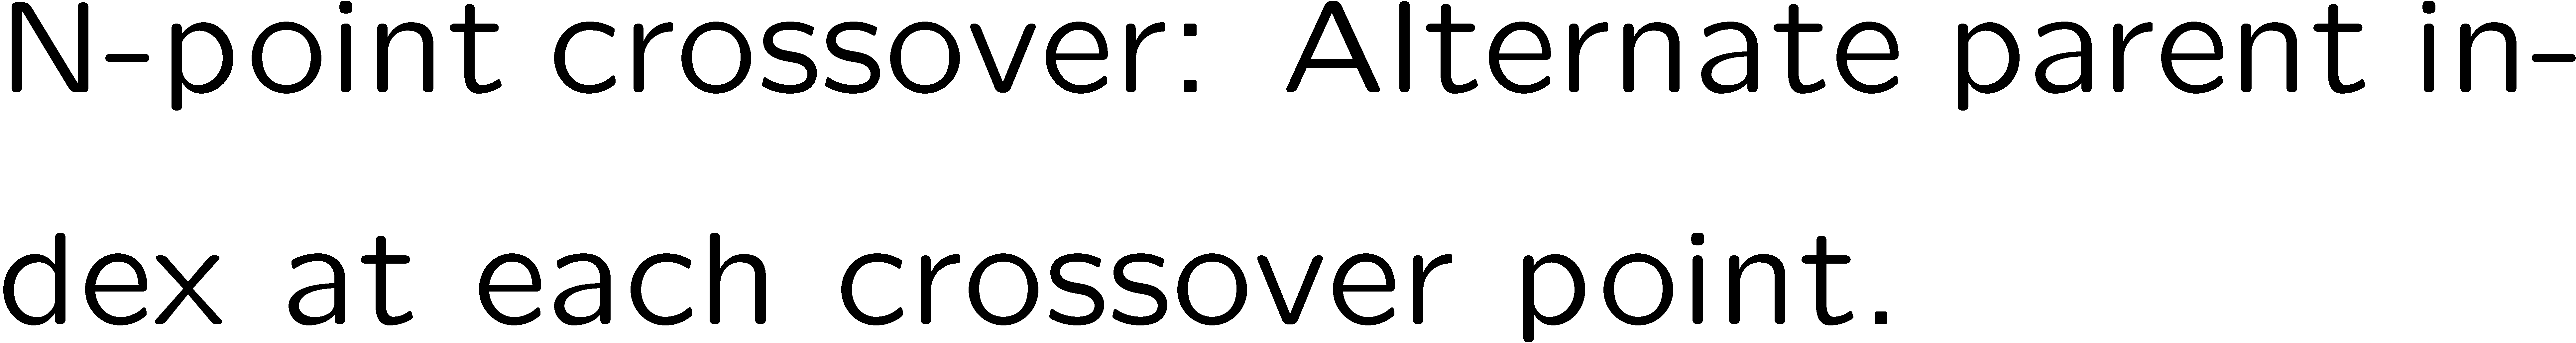 N-point crossover: Alternate parent in-
dex at each crossover point.